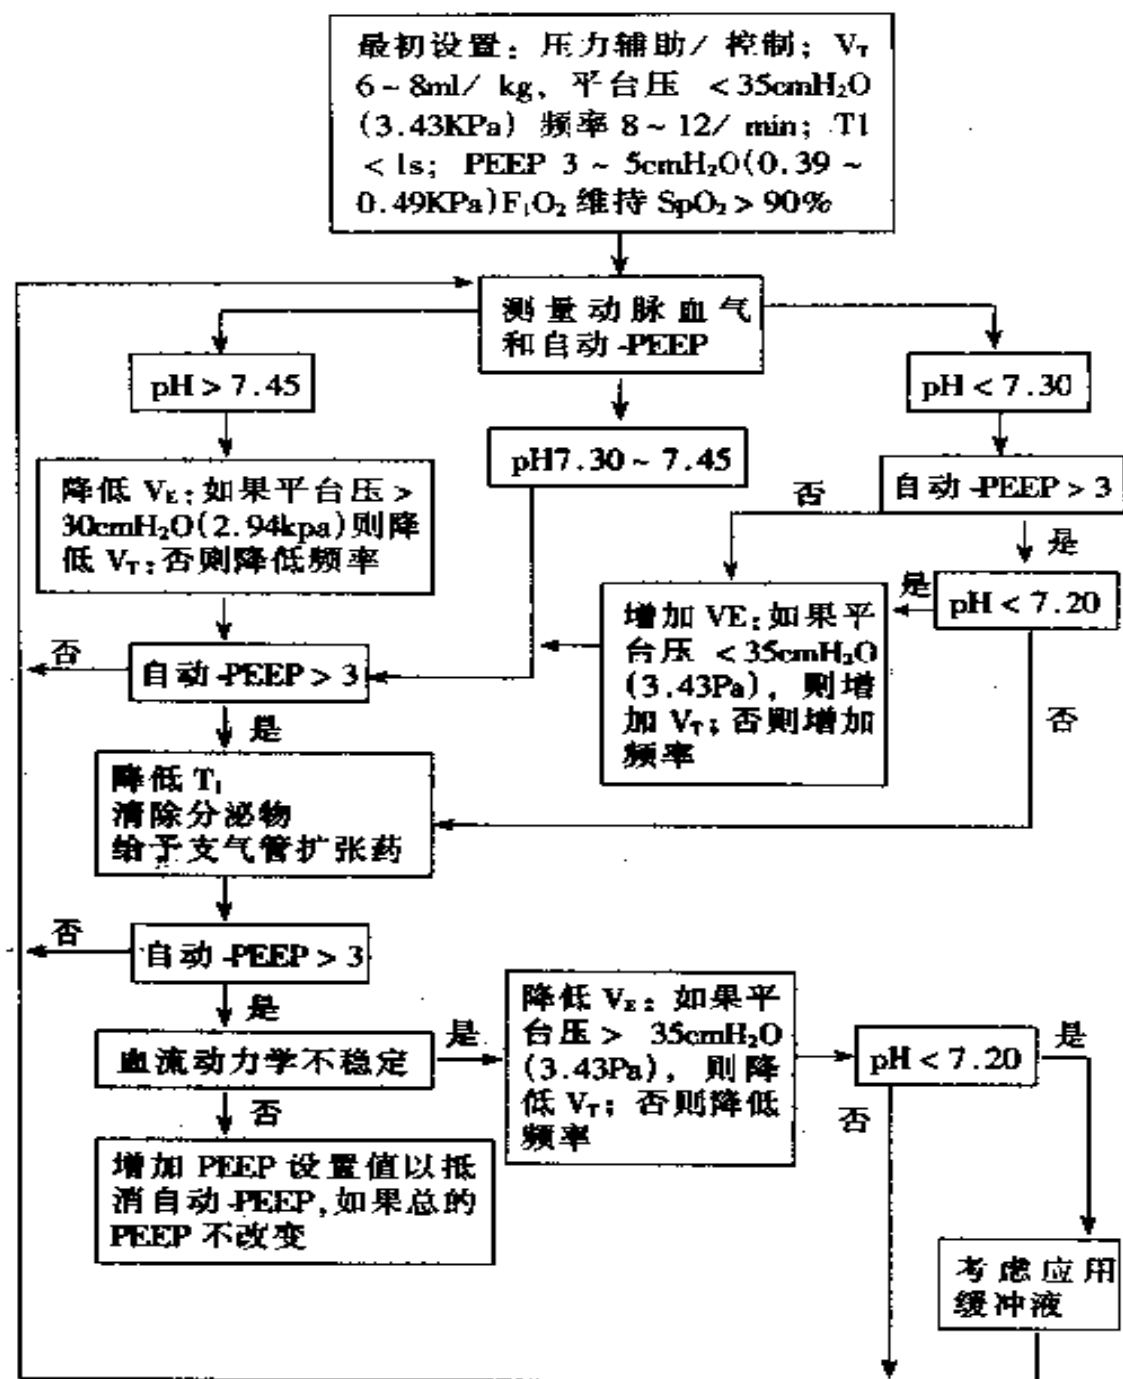 最初设置：压力辅助/ 控制；V_T
6~8ml/ kg，平台压 <35cmH₂O
(3.43KPa) 频率 8~12/ min；T1
<1s；PEEP 3~5cmH₂O(0.39~
0.49KPa)F_IO₂ 维持 SpO₂>90%
测量动脉血气
和自动-PEEP
pH>7.45
pH<7.30
pH7.30~7.45
降低 V_E：如果平台压>
30cmH₂O(2.94kpa)则降
低 V_T；否则降低频率
自动-PEEP>3
否
是
是
pH<7.20
增加 VE：如果平
台压 <35cmH₂O
(3.43Pa)，则增
加 V_T；否则增加
频率
否
否
自动-PEEP>3
是
降低 T_I
清除分泌物
给予支气管扩张药
否
自动-PEEP>3
是
血流动力学不稳定
是
降低 V_E：如果平
台压> 35cmH₂O
(3.43Pa)，则降
低 V_T；否则降低
频率
pH<7.20
是
否
否
增加 PEEP 设置值以抵
消自动-PEEP，如果总的
PEEP 不改变
考虑应用
缓冲液